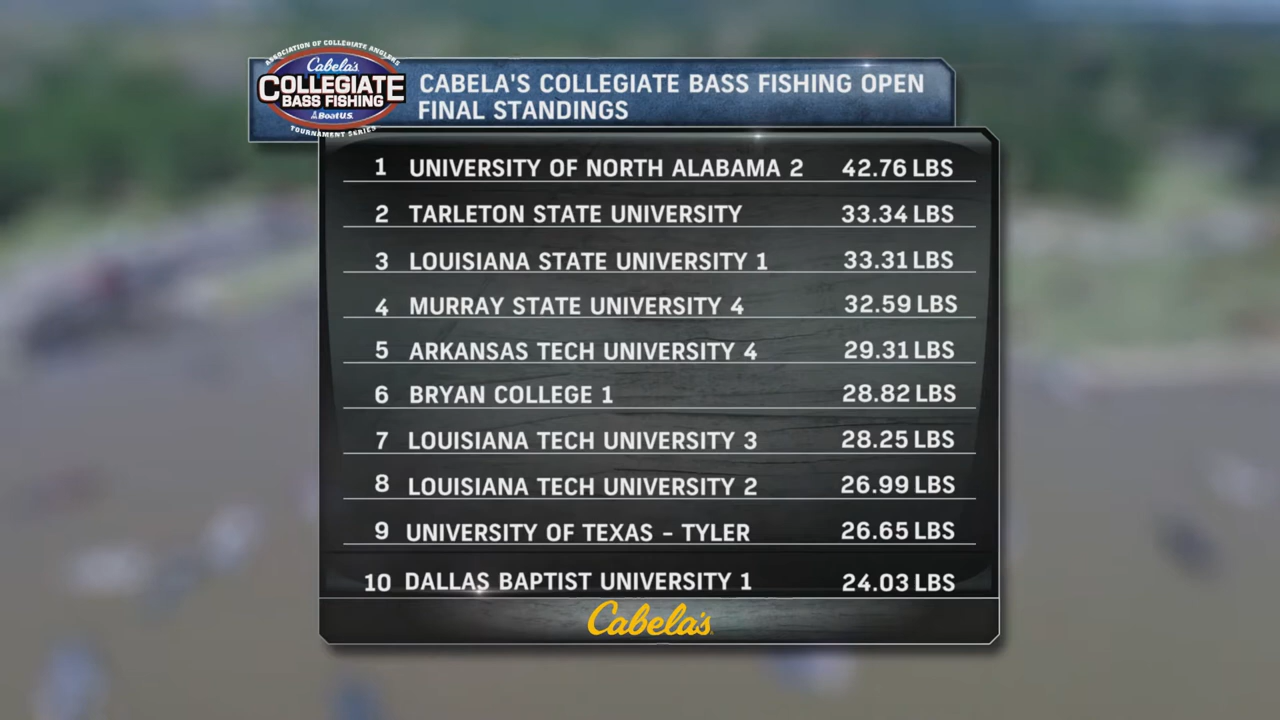 ASSOCIATION OF COLLEGIATE ANGLERS
Cabela's
COLLEGIATE
BASS FISHING
BoatU.S.
TOURNAMENT SERIES
CABELA'S COLLEGIATE BASS FISHING OPEN
FINAL STANDINGS
1 UNIVERSITY OF NORTH ALABAMA 2 42.76 LBS
2 TARLETON STATE UNIVERSITY 33.34 LBS
3 LOUISIANA STATE UNIVERSITY 1 33.31 LBS
4 MURRAY STATE UNIVERSITY 4 32.59 LBS
5 ARKANSAS TECH UNIVERSITY 4 29.31 LBS
6 BRYAN COLLEGE 1 28.82 LBS
7 LOUISIANA TECH UNIVERSITY 3 28.25 LBS
8 LOUISIANA TECH UNIVERSITY 2 26.99 LBS
9 UNIVERSITY OF TEXAS - TYLER 26.65 LBS
10 DALLAS BAPTIST UNIVERSITY 1 24.03 LBS
Cabela's